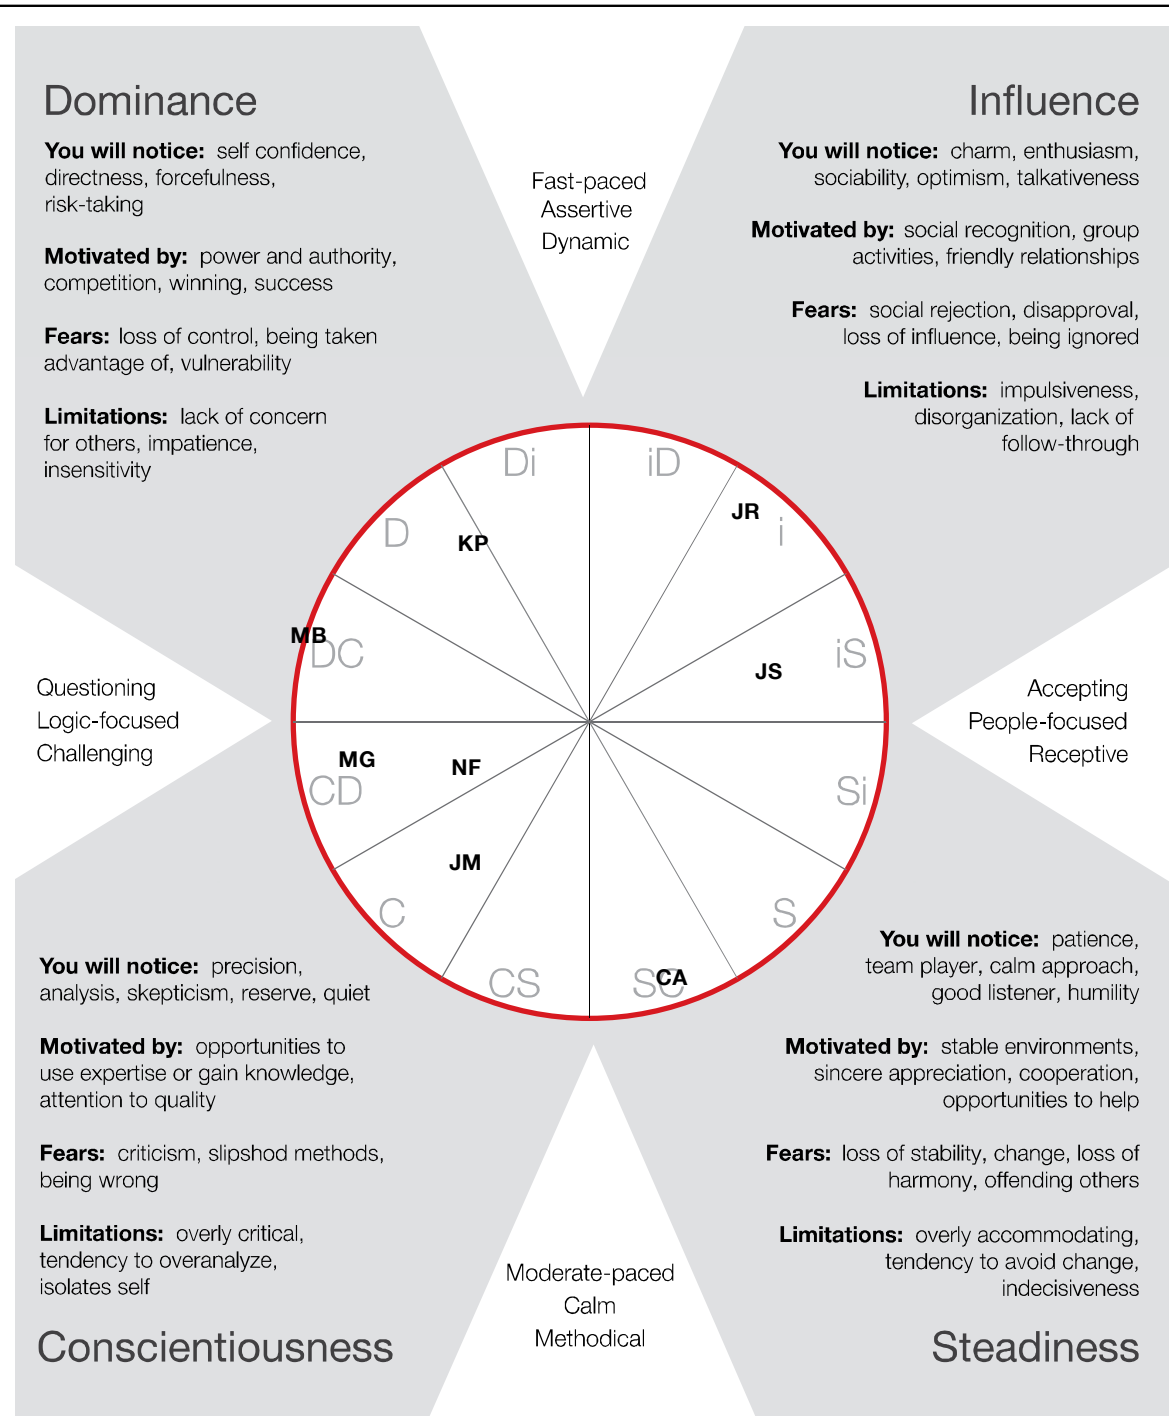 Dominance
You will notice: self confidence,
directness, forcefulness,
risk-taking
Motivated by: power and authority,
competition, winning, success
Fears: loss of control, being taken
advantage of, vulnerability
Limitations: lack of concern
for others, impatience,
insensitivity
Fast-paced
Assertive
Dynamic
Influence
You will notice: charm, enthusiasm,
sociability, optimism, talkativeness
Motivated by: social recognition, group
activities, friendly relationships
Fears: social rejection, disapproval,
loss of influence, being ignored
Limitations: impulsiveness,
disorganization, lack of
follow-through
Di
iD
D
KP
JR
i
MB
DC
JS
iS
Questioning
Logic-focused
Challenging
Accepting
People-focused
Receptive
MG
NF
CD
Si
JM
C
S
CS
SC
CA
You will notice: precision,
analysis, skepticism, reserve, quiet
Motivated by: opportunities to
use expertise or gain knowledge,
attention to quality
Fears: criticism, slipshod methods,
being wrong
Limitations: overly critical,
tendency to overanalyze,
isolates self
Conscientiousness
Moderate-paced
Calm
Methodical
You will notice: patience,
team player, calm approach,
good listener, humility
Motivated by: stable environments,
sincere appreciation, cooperation,
opportunities to help
Fears: loss of stability, change, loss of
harmony, offending others
Limitations: overly accommodating,
tendency to avoid change,
indecisiveness
Steadiness